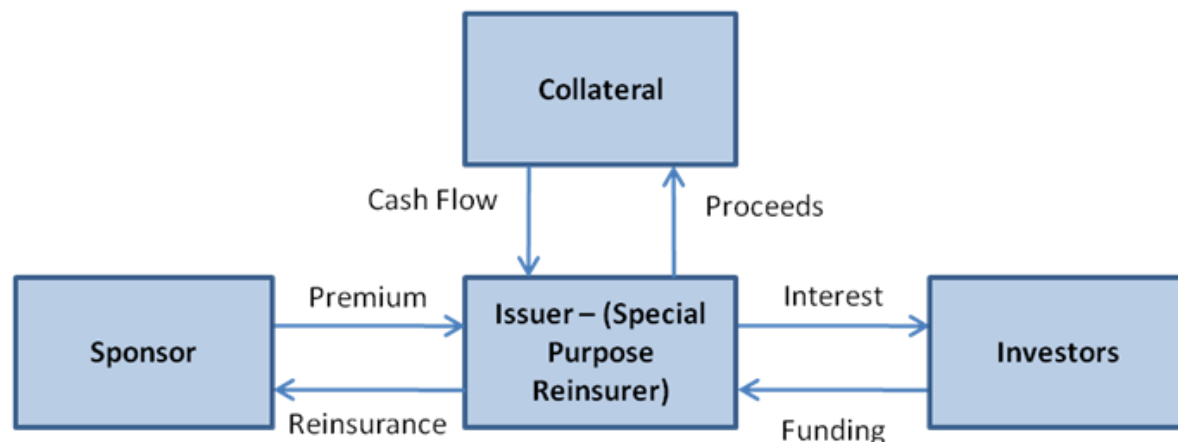 Collateral
Cash Flow
Proceeds
Premium
Interest
Sponsor
Issuer – (Special
Purpose
Reinsurer)
Investors
Reinsurance
Funding